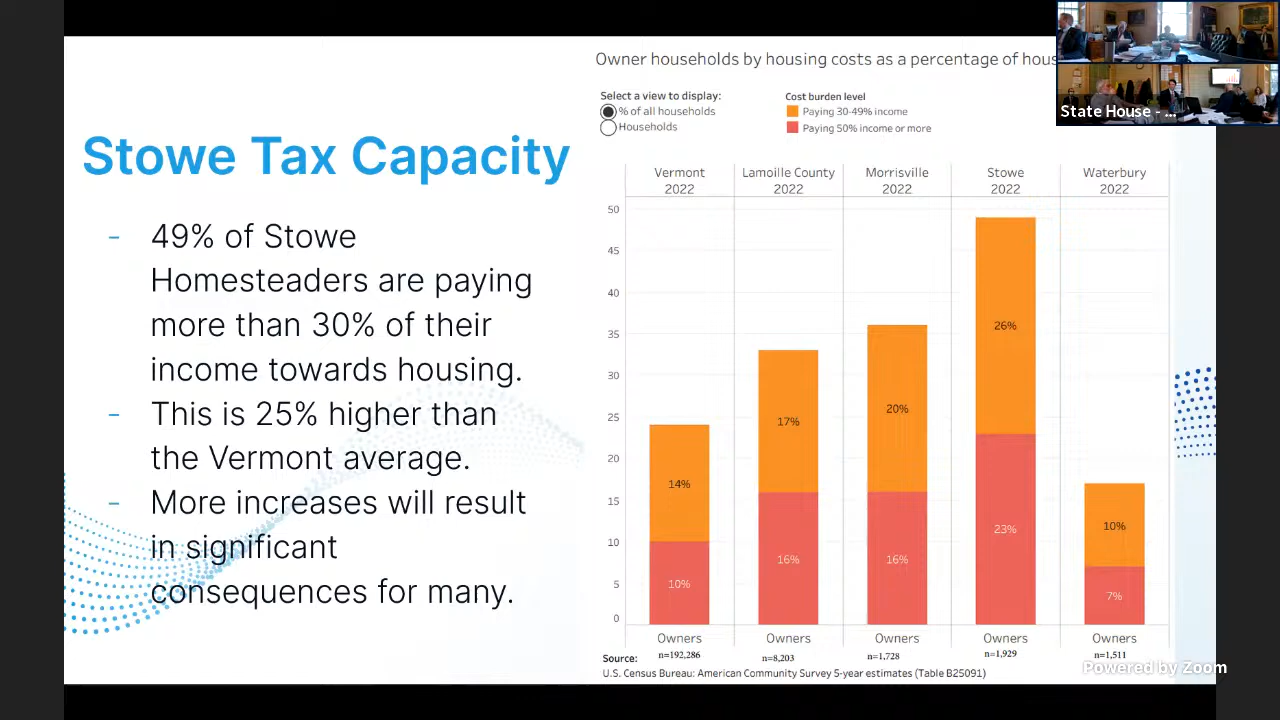 Stowe Tax Capacity
- 49% of Stowe
Homesteaders are paying
more than 30% of their
income towards housing.
- This is 25% higher than
the Vermont average.
- More increases will result
in significant
consequences for many.
Owner households by housing costs as a percentage of hous
Select a view to display:
% of all households
Households
Cost burden level
Paying 30-49% income
Paying 50% income or more
Vermont Lamoille County Morrisville Stowe Waterbury
2022 2022 2022 2022 2022
50
45
40
35
30
25
20
15
10
5
0
14% 17% 20% 26% 10%
10% 16% 16% 23% 7%
Owners Owners Owners Owners Owners
n=192,286 n=8,203 n=1,728 n=1,929 n=1,511
Source:
U.S. Census Bureau: American Community Survey 5-year estimates (Table B25091)
State House - ...
Powered by Zoom